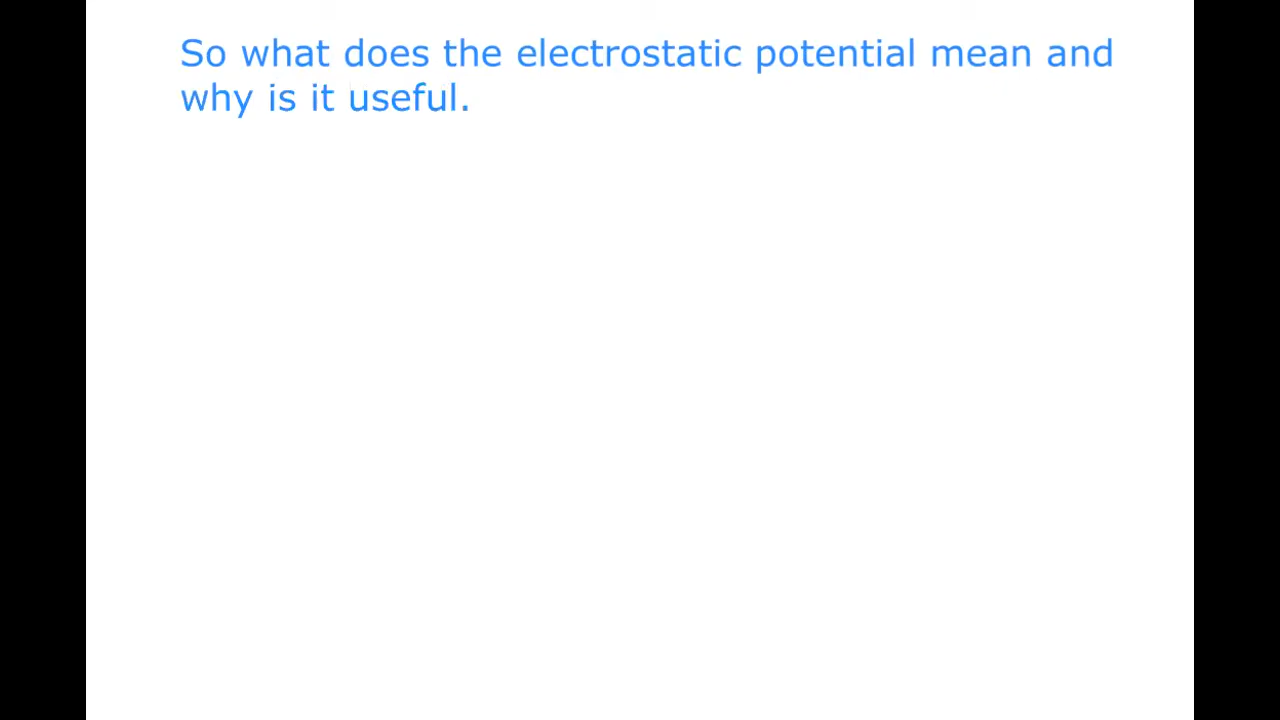 So what does the electrostatic potential mean and
why is it useful.